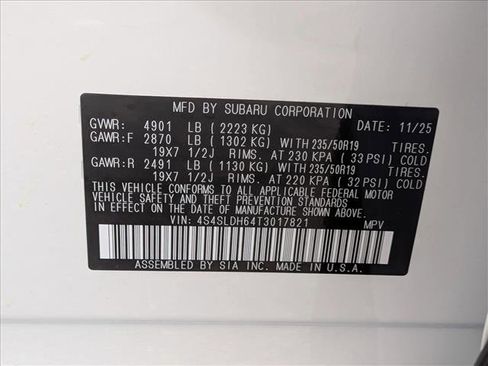 MFD BY SUBARU CORPORATION
GVWR: 4901 LB ( 2223 KG) DATE: 11/25
GAWR:F 2870 LB ( 1302 KG) WITH 235/50R19 TIRES.
19X7 1/2J RIMS. AT 230 KPA ( 33 PSI) COLD
GAWR:R 2491 LB ( 1130 KG) WITH 235/50R19 TIRES.
19X7 1/2J RIMS. AT 220 KPA ( 32 PSI) COLD
THIS VEHICLE CONFORMS TO ALL APPLICABLE FEDERAL MOTOR
VEHICLE SAFETY AND THEFT PREVENTION STANDARDS
IN EFFECT ON THE DATE OF MANUFACTURE SHOWN ABOVE.
VIN: 4S4SLDH64T3017821 MPV
ASSEMBLED BY SIA INC. MADE IN U.S.A.